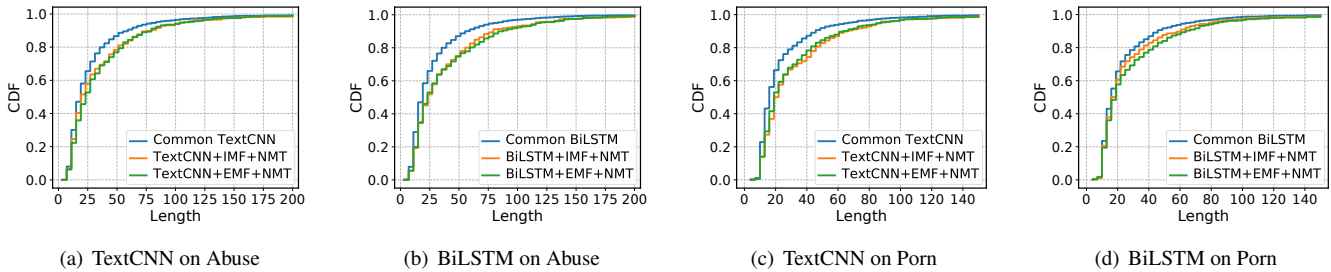 CDF
1.0
0.8
0.6
0.4
0.2
0.0
Common TextCNN
TextCNN+IMF+NMT
TextCNN+EMF+NMT
0 25 50 75 100 125 150 175 200
Length
(a) TextCNN on Abuse
CDF
1.0
0.8
0.6
0.4
0.2
0.0
Common BiLSTM
BiLSTM+IMF+NMT
BiLSTM+EMF+NMT
0 25 50 75 100 125 150 175 200
Length
(b) BiLSTM on Abuse
CDF
1.0
0.8
0.6
0.4
0.2
0.0
Common TextCNN
TextCNN+IMF+NMT
TextCNN+EMF+NMT
0 20 40 60 80 100 120 140
Length
(c) TextCNN on Porn
CDF
1.0
0.8
0.6
0.4
0.2
0.0
Common BiLSTM
BiLSTM+IMF+NMT
BiLSTM+EMF+NMT
0 20 40 60 80 100 120 140
Length
(d) BiLSTM on Porn